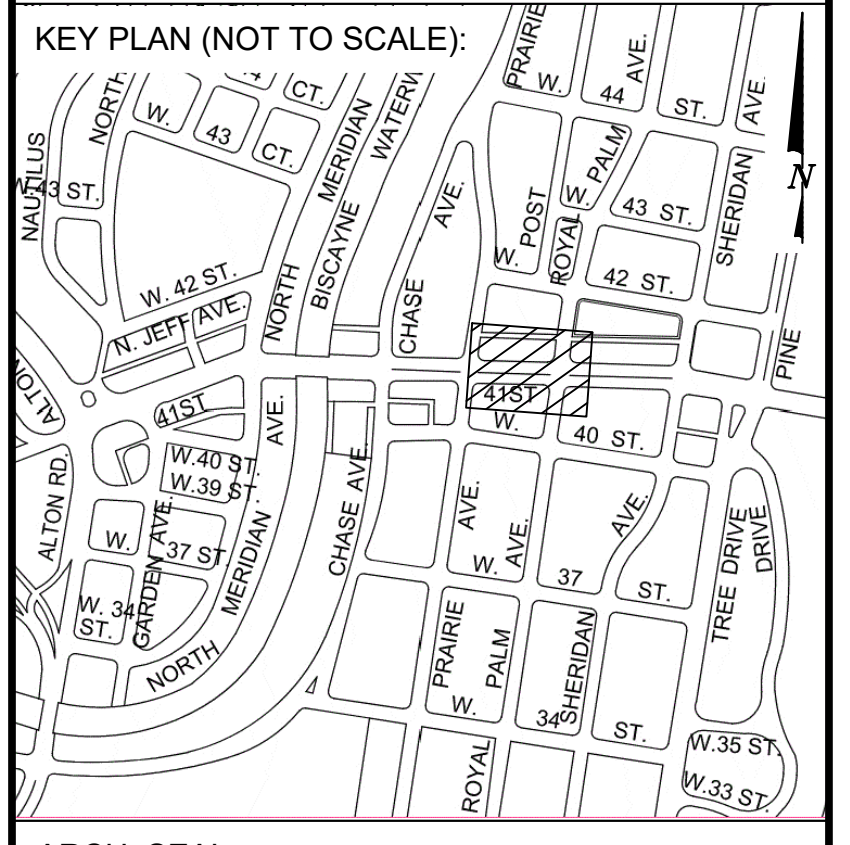 KEY PLAN (NOT TO SCALE):
PRAIRIE
W. 44 ST.
AVE.
AVE.
NORTH
W. 43 CT.
CT.
MERIDIAN
WATERW
NAUTILUS
W.43 ST.
PALM
N
W. 43 ST.
SHERIDAN
AVE.
POST
ROYAL
W. 42 ST.
BISCAYNE
W. 42 ST.
NORTH
CHASE
N. JEFF AVE.
PINE
ALTON
41ST
41ST
AVE.
W. 40 ST.
W.40 ST.
W.39 ST.
ALTON RD.
CHASE AVE.
AVE.
AVE.
AVE.
TREE DRIVE
DRIVE
W. 37 ST.
GARDEN AVE.
MERIDIAN
W. 37 ST.
W. 34
ST.
PRAIRIE
PALM
SHERIDAN
NORTH
W. 34 ST.
ROYAL
W.35 ST.
W.33 ST.